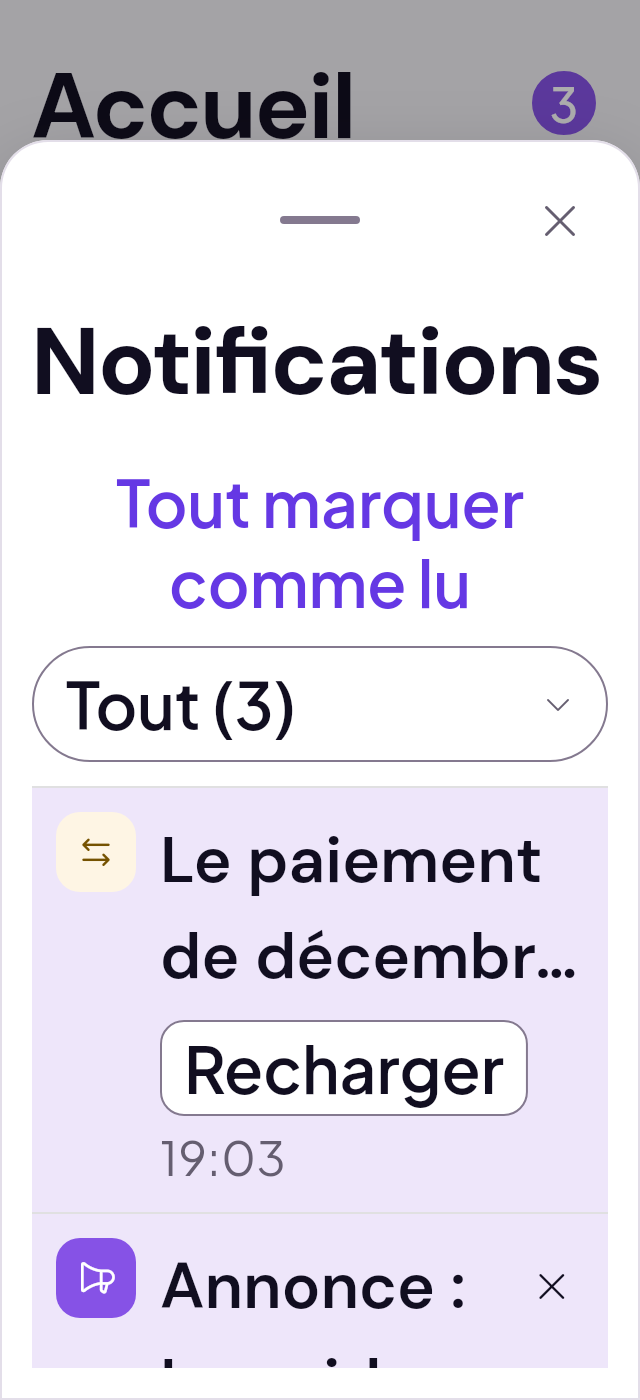 Accueil
3
Notifications
Tout marquer
comme lu
Tout (3)
Le paiement
de décembr…
Recharger
19:03
Annonce :